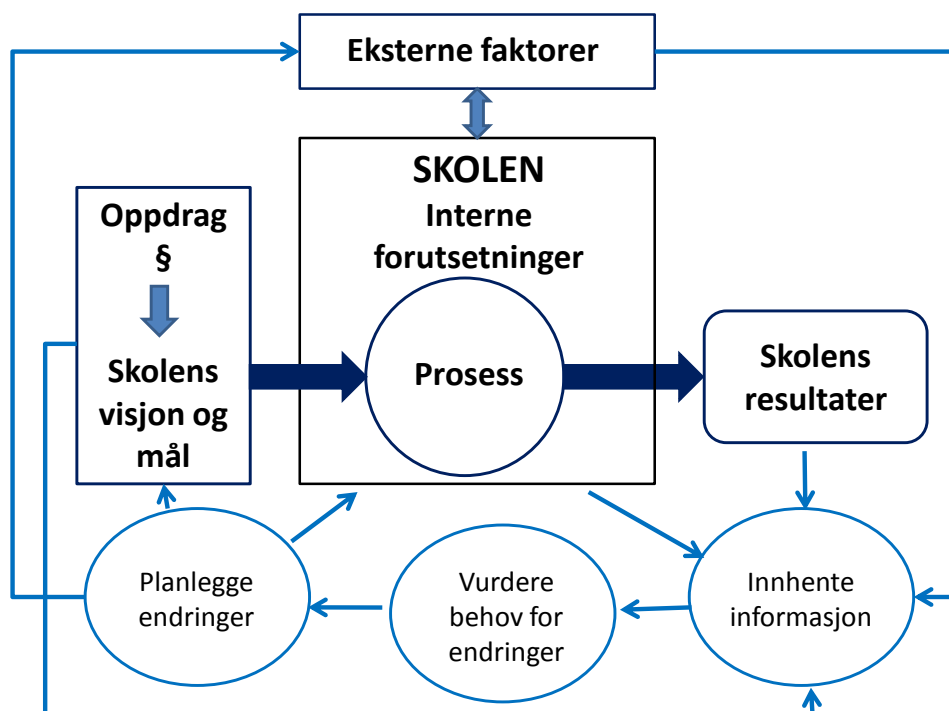 Eksterne faktorer
SKOLEN
Interne
forutsetninger
Oppdrag
§
Skolens
visjon og
mål
Prosess
Skolens
resultater
Planlegge
endringer
Vurdere
behov for
endringer
Innhente
informasjon